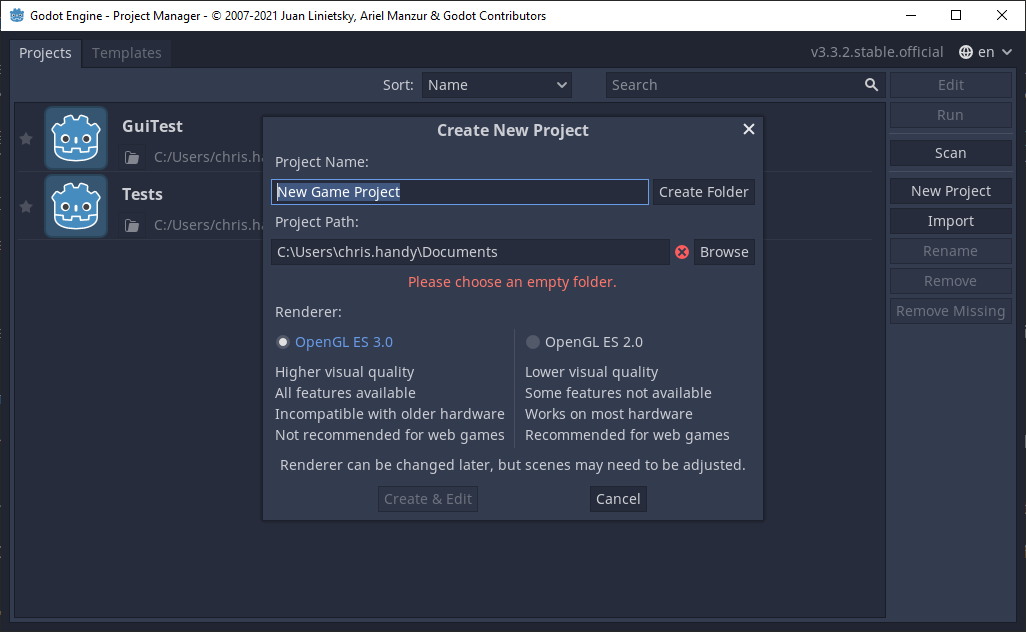 Godot Engine - Project Manager - © 2007-2021 Juan Linietsky, Ariel Manzur & Godot Contributors
Projects Templates v3.3.2.stable.official en
Sort: Name Search Edit
Run
Scan
New Project
Import
Rename
Remove
Remove Missing
GuiTest
C:/Users/chris.ha
Tests
C:/Users/chris.ha
Create New Project
Project Name:
New Game Project Create Folder
Project Path:
C:\Users\chris.handy\Documents Browse
Please choose an empty folder.
Renderer:
OpenGL ES 3.0
Higher visual quality
All features available
Incompatible with older hardware
Not recommended for web games
OpenGL ES 2.0
Lower visual quality
Some features not available
Works on most hardware
Recommended for web games
Renderer can be changed later, but scenes may need to be adjusted.
Create & Edit Cancel